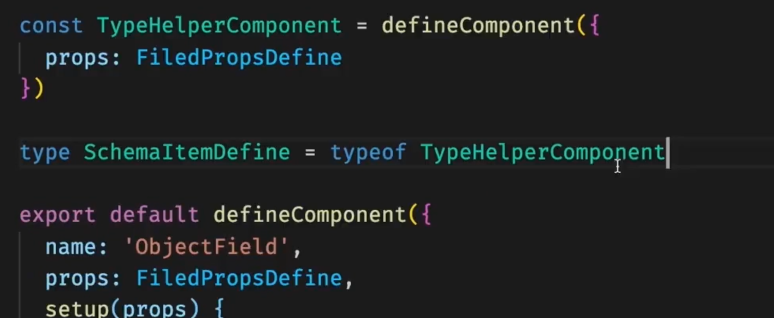 const TypeHelperComponent = defineComponent({
props: FiledPropsDefine
})
type SchemaItemDefine = typeof TypeHelperComponent
export default defineComponent({
name: 'ObjectField',
props: FiledPropsDefine,
setup(props) {